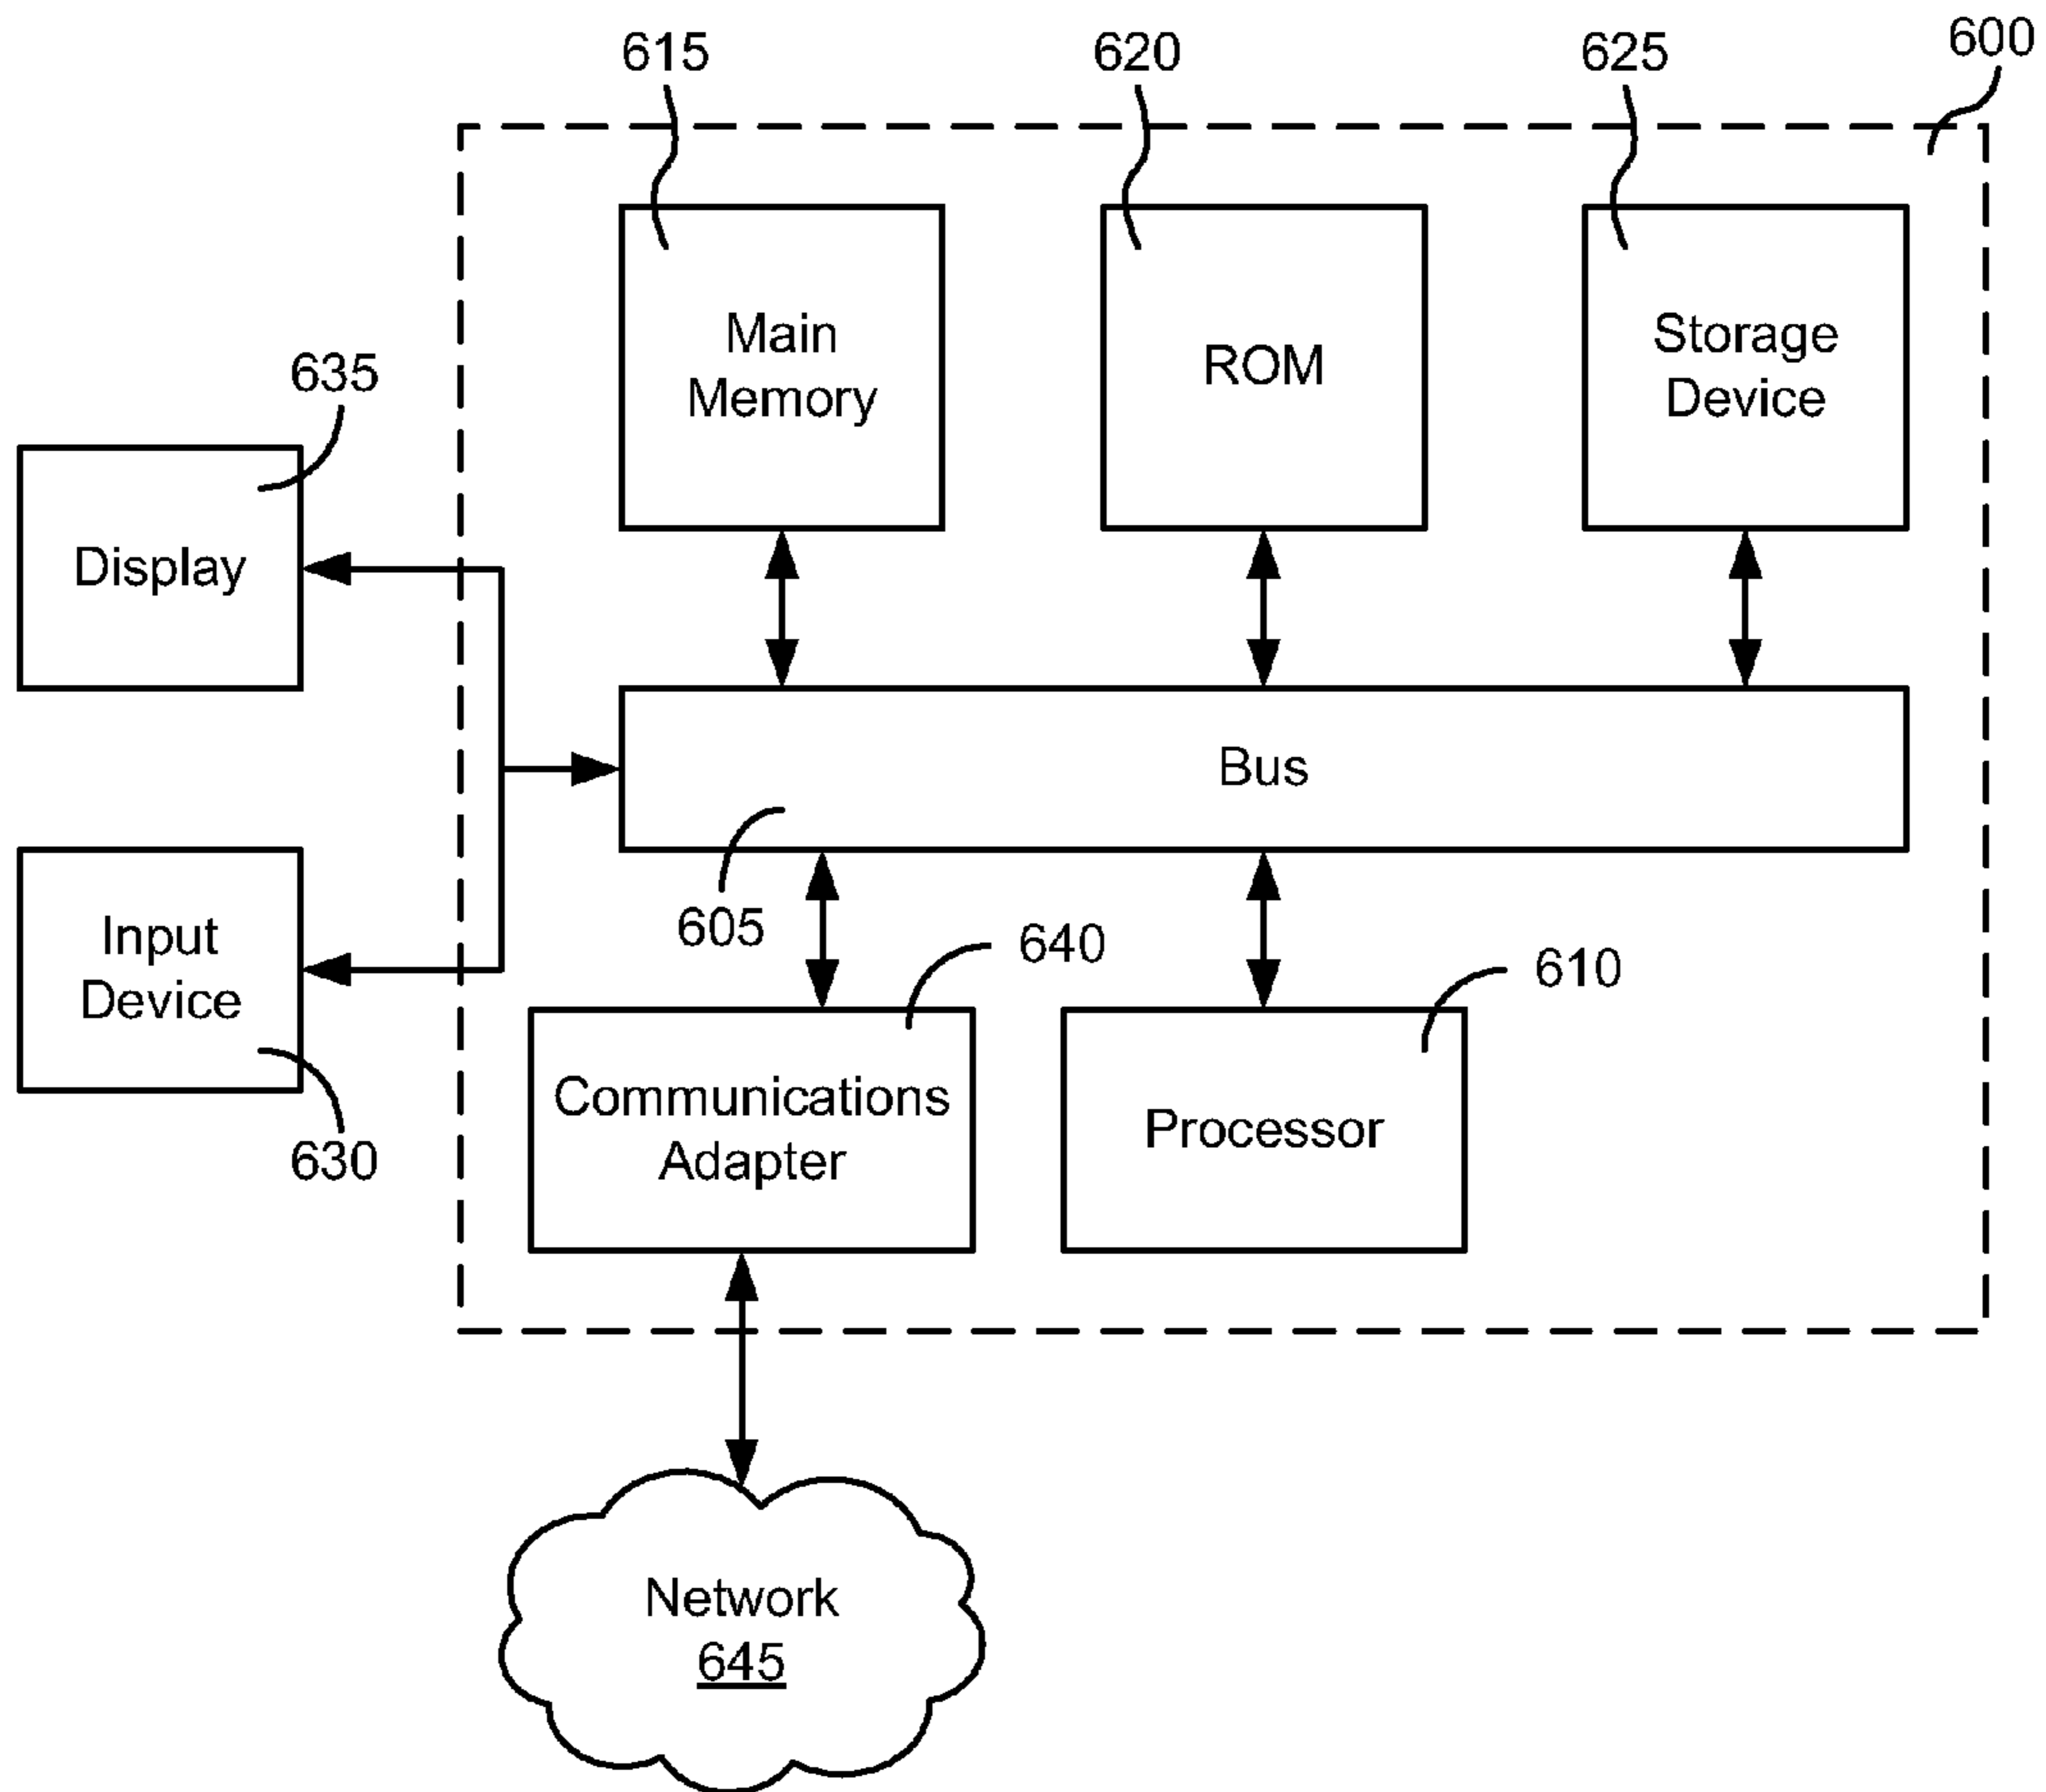 600
615
620
625
Main
Memory
ROM
Storage
Device
635
Display
Bus
605
Input
Device
630
640
610
Communications
Adapter
Processor
Network
645